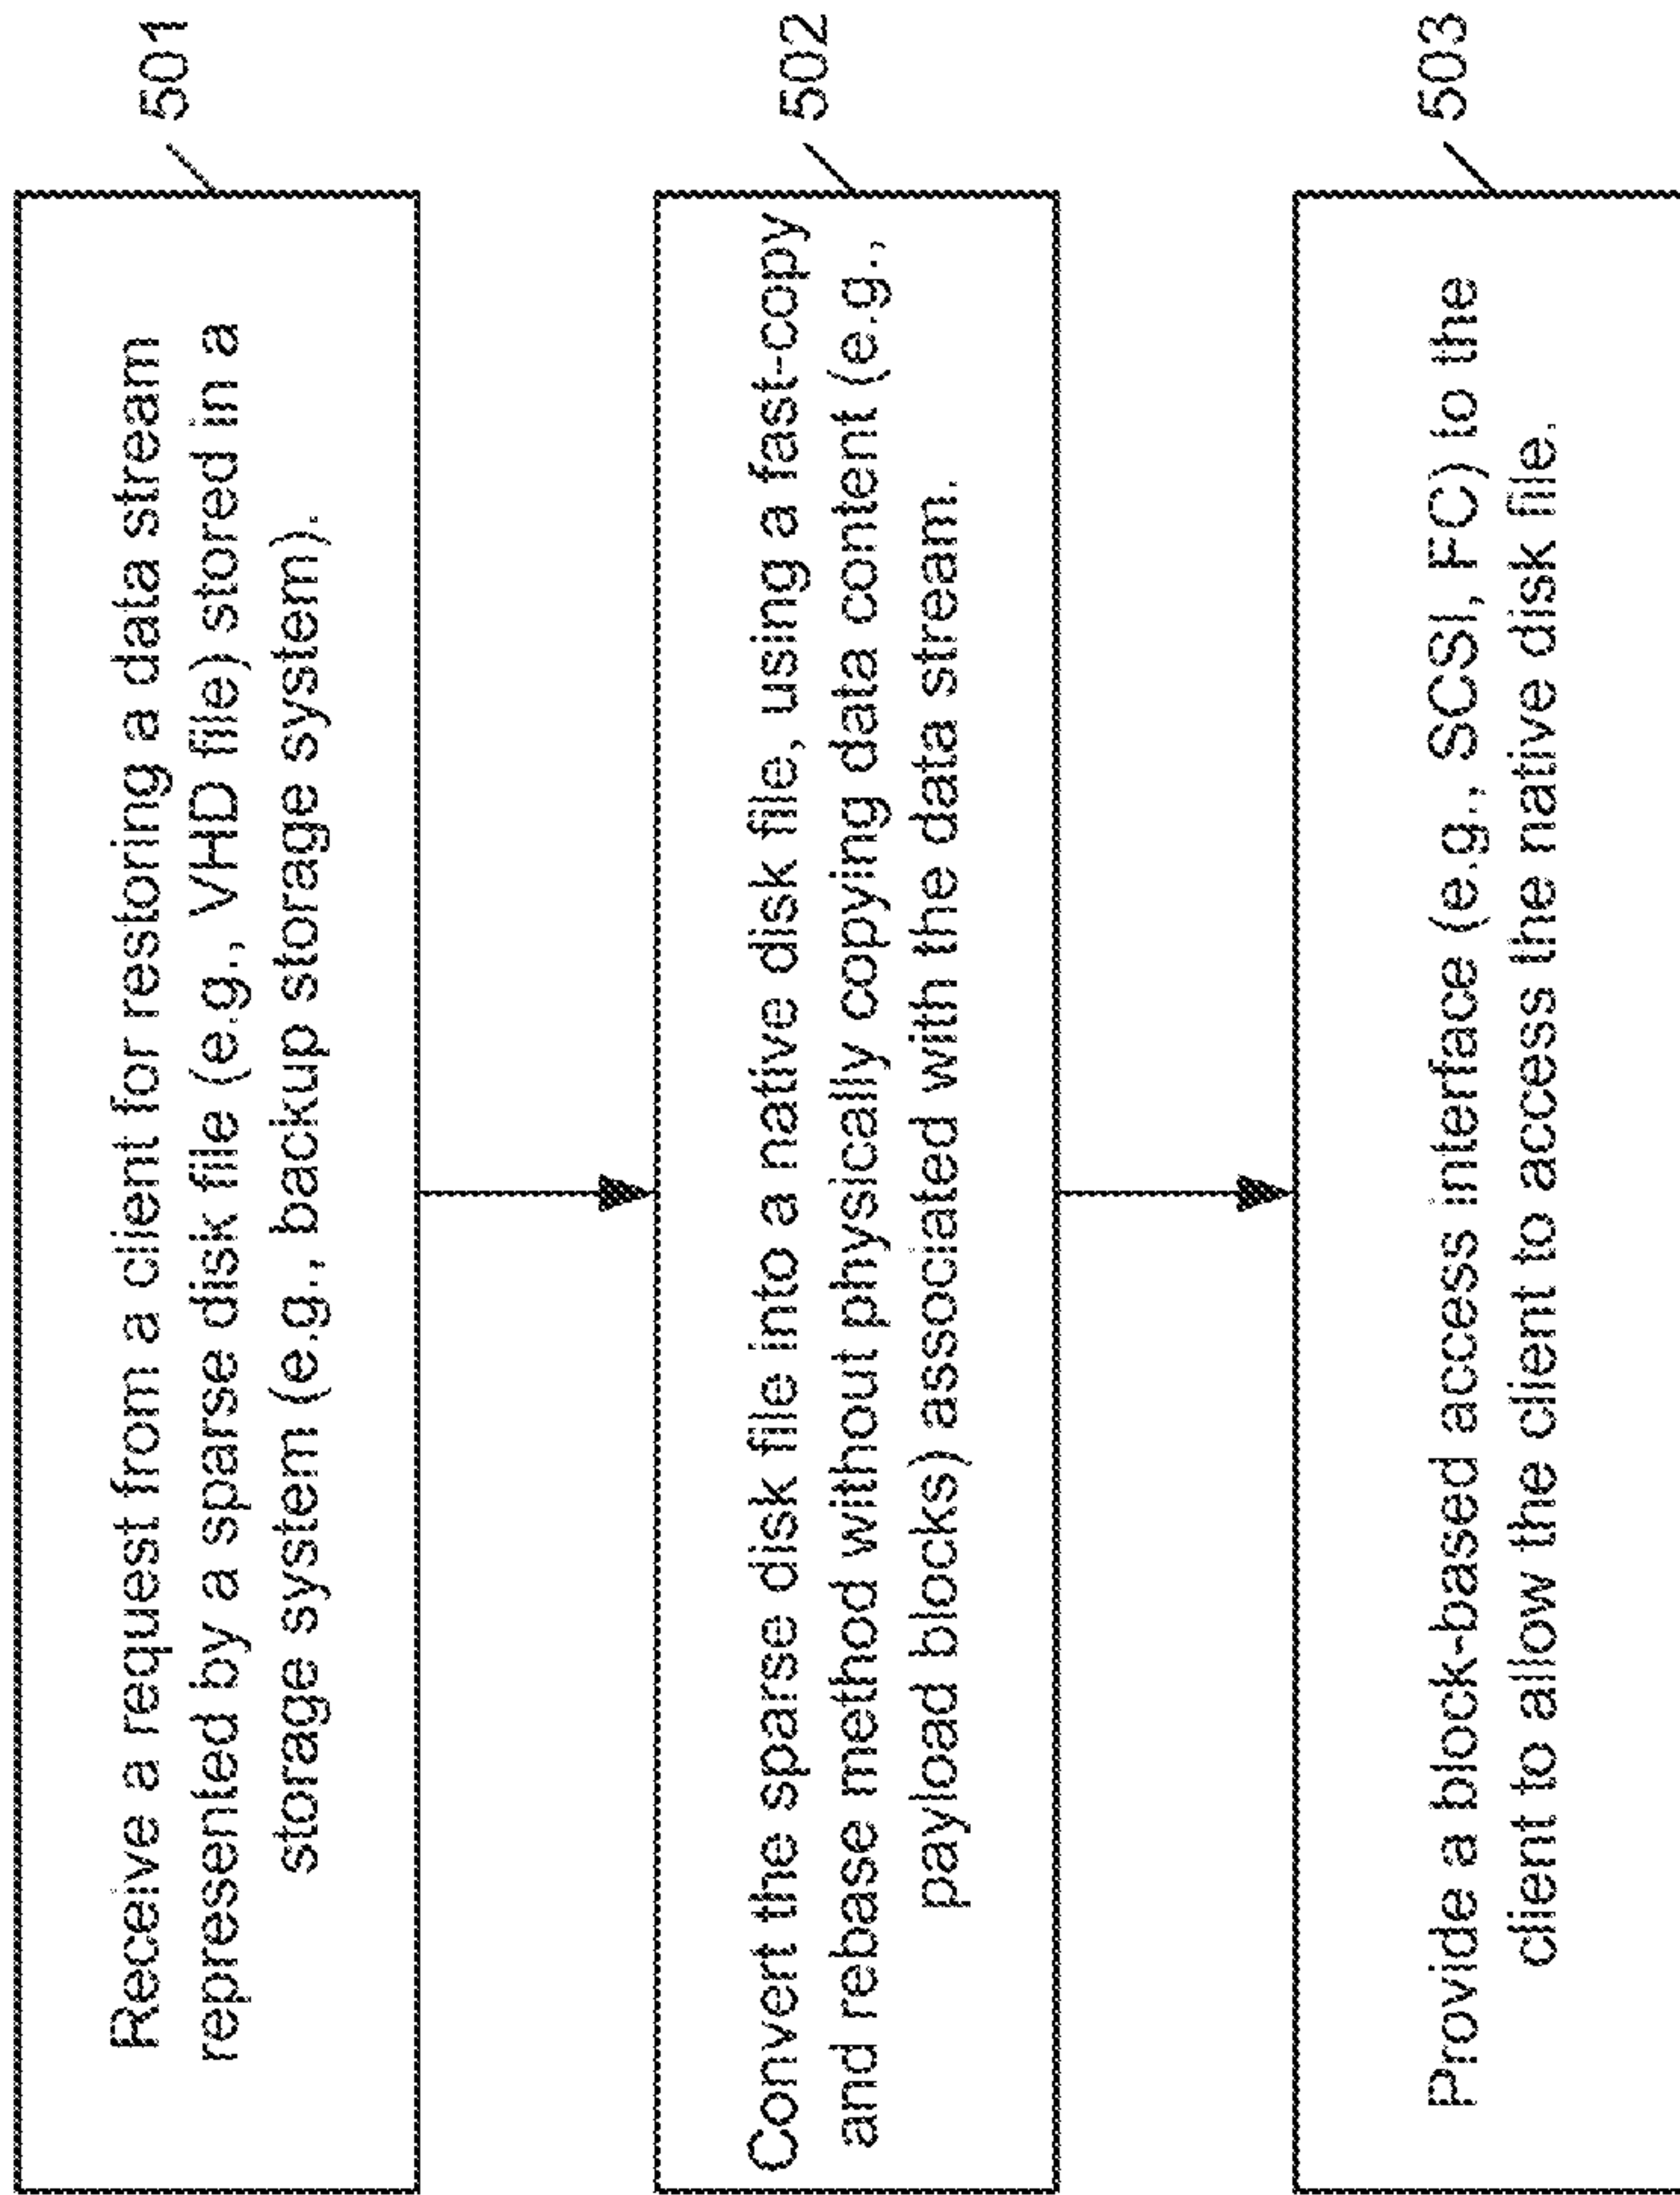 Receive a request from a client for restoring a data stream
represented by a sparse disk file (e.g., VHD file) stored in a
storage system (e.g., backup storage system).
501
Convert the sparse disk file into a native disk file, using a fast-copy
and rebase method without physically copying data content (e.g.,
payload blocks) associated with the data stream.
502
Provide a block-based access interface (e.g., SCSI, FC) to the
client to allow the client to access the native disk file.
503